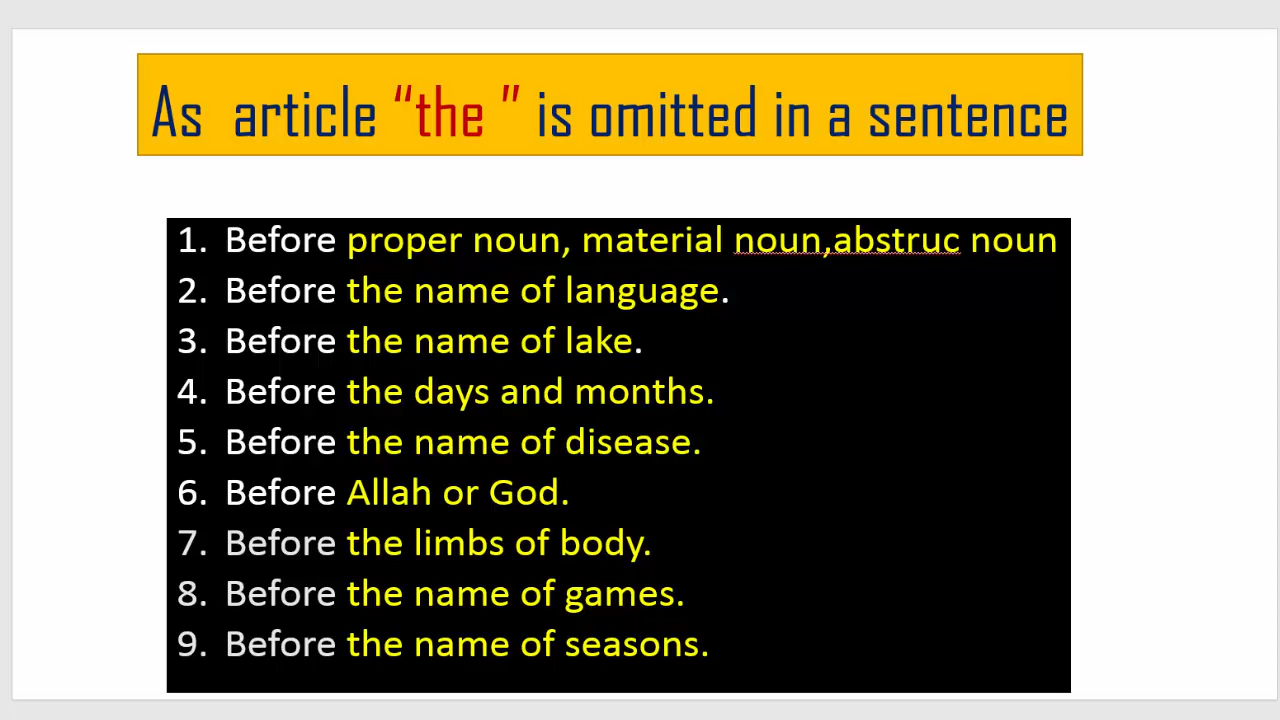 As article “the ” is omitted in a sentence
1. Before proper noun, material noun,abstruc noun
2. Before the name of language.
3. Before the name of lake.
4. Before the days and months.
5. Before the name of disease.
6. Before Allah or God.
7. Before the limbs of body.
8. Before the name of games.
9. Before the name of seasons.